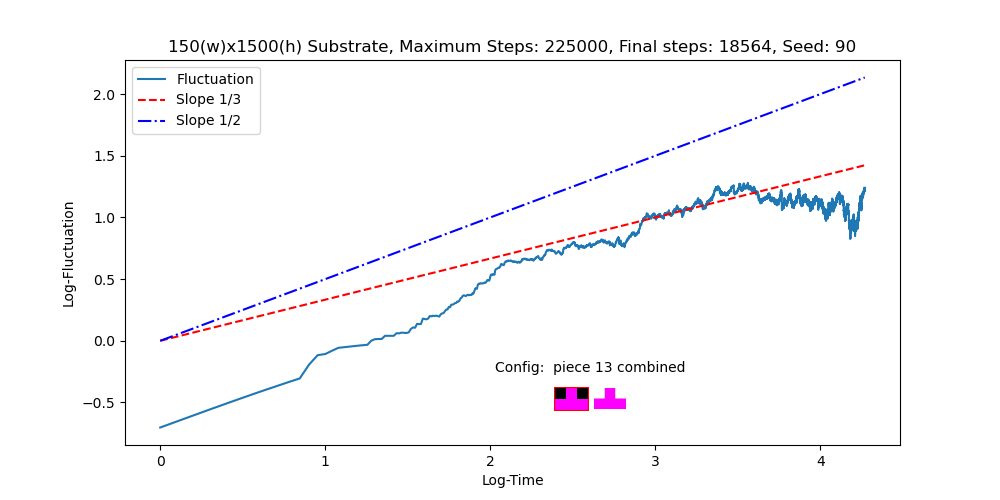 150(w)x1500(h) Substrate, Maximum Steps: 225000, Final steps: 18564, Seed: 90
Fluctuation
Slope 1/3
Slope 1/2
2.0
1.5
1.0
0.5
0.0
−0.5
Log-Fluctuation
Config:  piece 13 combined
0 1 2 3 4
Log-Time